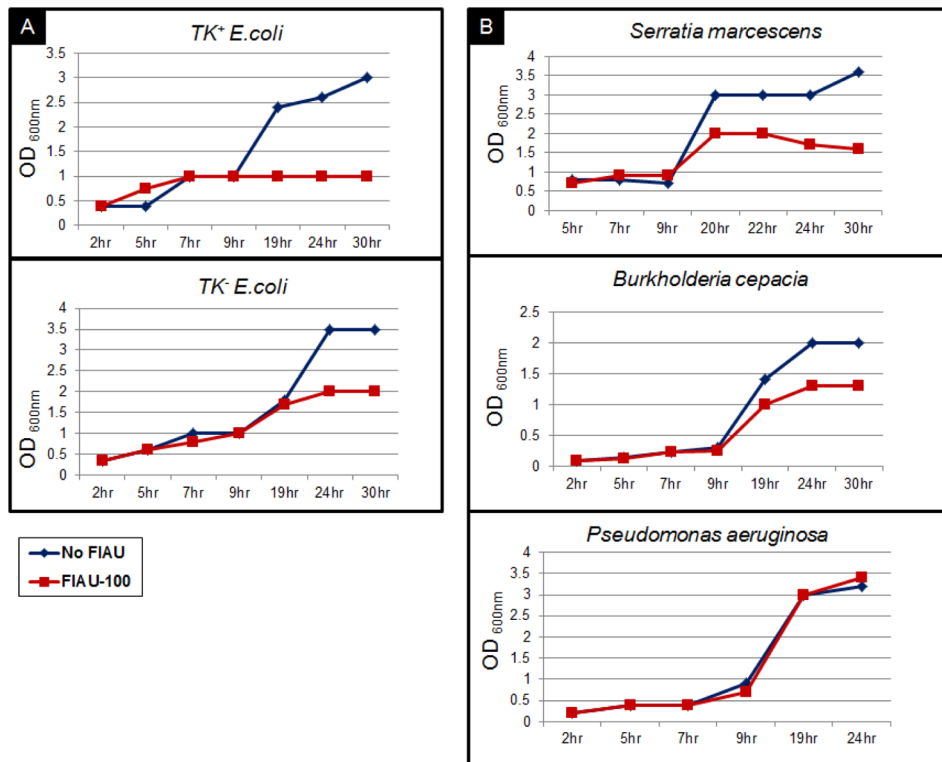 A
TK+ E.coli
OD 600nm
3.5
3
2.5
2
1.5
1
0.5
0
2hr 5hr 7hr 9hr 19hr 24hr 30hr
TK- E.coli
OD 600nm
4
3.5
3
2.5
2
1.5
1
0.5
0
2hr 5hr 7hr 9hr 19hr 24hr 30hr
No FIAU
FIAU-100
B
Serratia marcescens
OD 600nm
4
3.5
3
2.5
2
1.5
1
0.5
0
5hr 7hr 9hr 20hr 22hr 24hr 30hr
Burkholderia cepacia
OD 600nm
2.5
2
1.5
1
0.5
0
2hr 5hr 7hr 9hr 19hr 24hr 30hr
Pseudomonas aeruginosa
OD 600nm
4
3.5
3
2.5
2
1.5
1
0.5
0
2hr 5hr 7hr 9hr 19hr 24hr